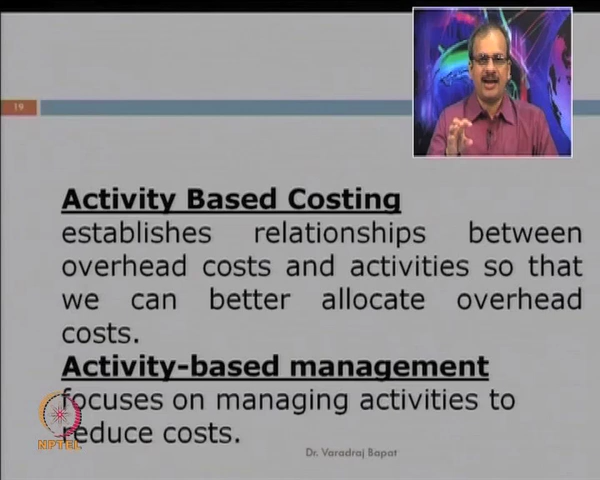 19
Activity Based Costing
establishes relationships between
overhead costs and activities so that
we can better allocate overhead
costs.
Activity-based management
focuses on managing activities to
reduce costs.
NPTEL
Dr. Varadraj Bapat